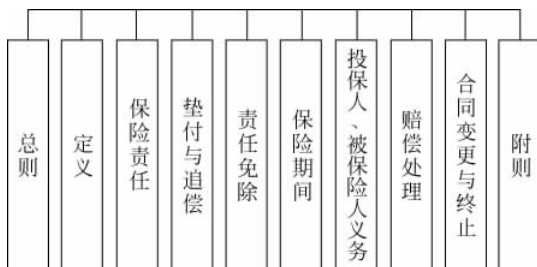 总则
定义
保险责任
垫付与追偿
责任免除
保险期间
投保人、被保险人义务
赔偿处理
合同变更与终止
附则